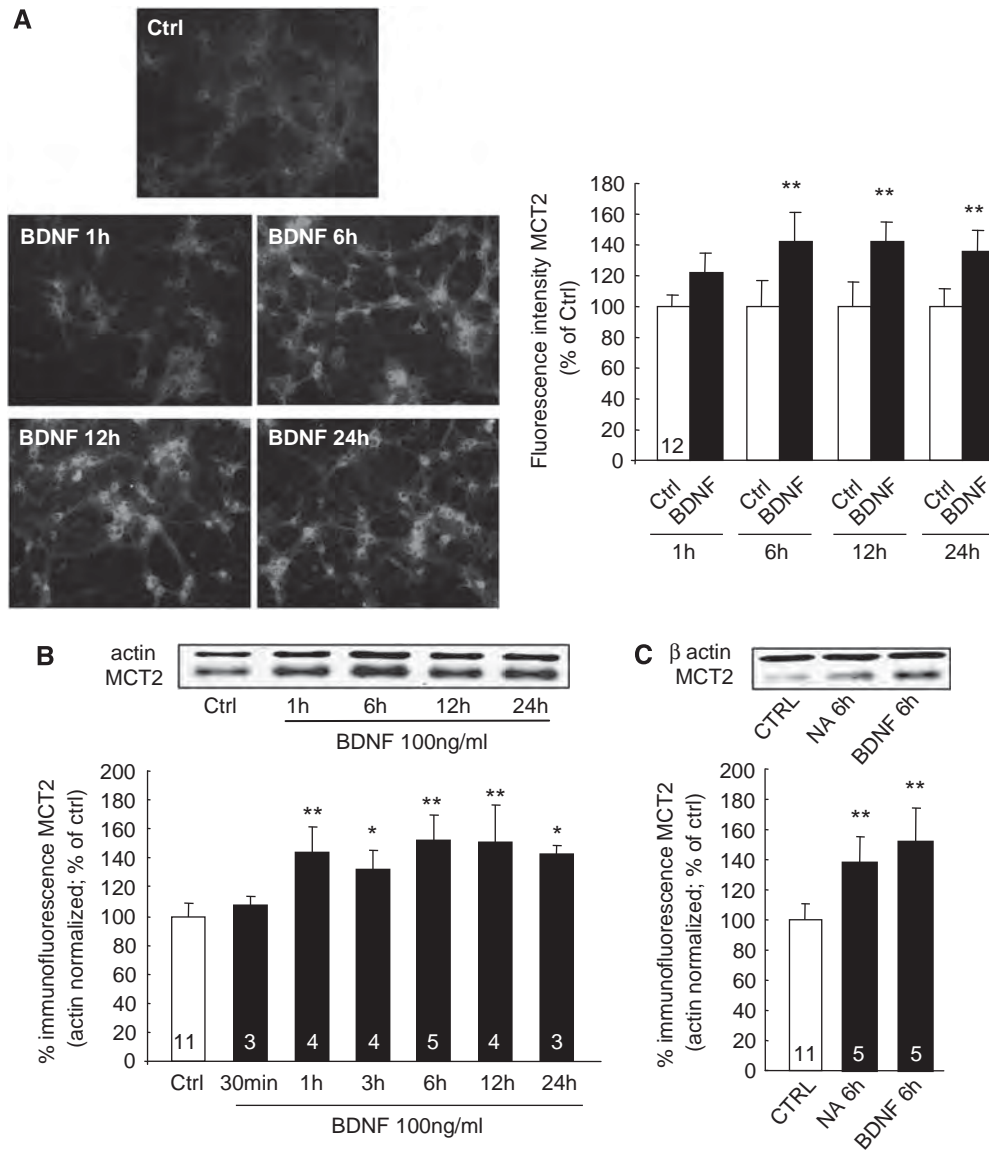 A
Ctrl
BDNF 1h
BDNF 6h
BDNF 12h
BDNF 24h
Fluorescence intensity MCT2
(% of Ctrl)
180
160
140
120
100
80
60
40
20
0
** ** **
12
Ctrl BDNF Ctrl BDNF Ctrl BDNF Ctrl BDNF
1h 6h 12h 24h
B
actin
MCT2
Ctrl 1h 6h 12h 24h
BDNF 100ng/ml
% immunofluorescence MCT2
(actin normalized; % of ctrl)
200
180
160
140
120
100
80
60
40
20
0
** * ** ** *
11 3 4 4 5 4 3
Ctrl 30min 1h 3h 6h 12h 24h
BDNF 100ng/ml
C
β actin
MCT2
CTRL NA 6h BDNF 6h
% immunofluorescence MCT2
(actin normalized; % of ctrl)
200
180
160
140
120
100
80
60
40
20
0
** **
11 5 5
CTRL NA 6h BDNF 6h